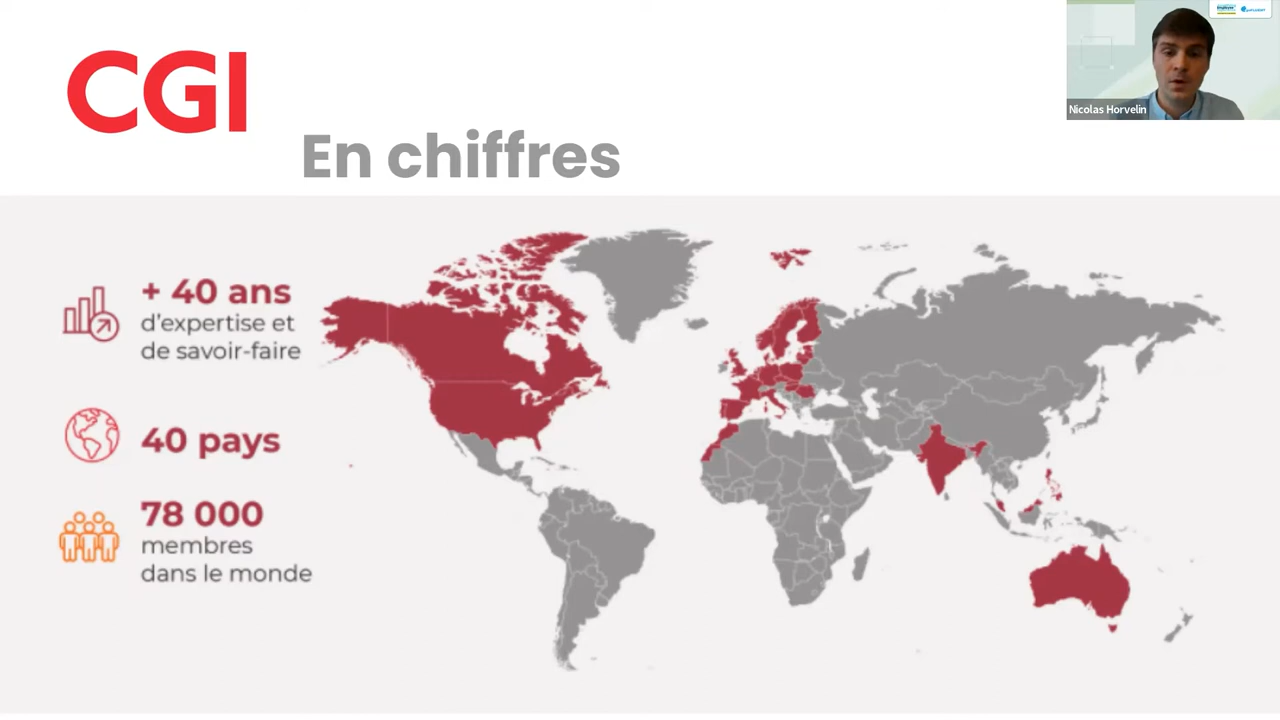 CGI
En chiffres
Nicolas Horvelin
+ 40 ans
d'expertise et
de savoir-faire
40 pays
78 000
membres
dans le monde